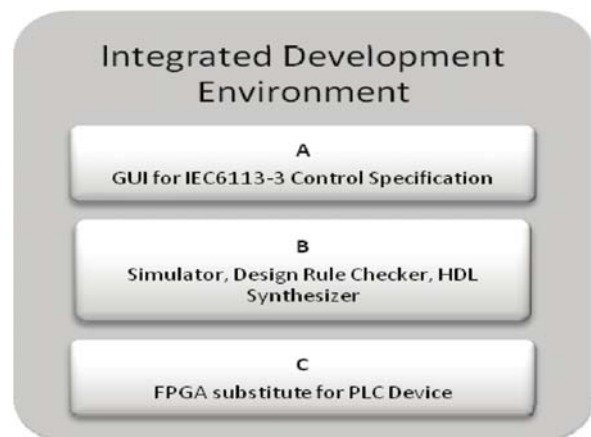 Integrated Development
Environment
A
GUI for IEC6113-3 Control Specification
B
Simulator, Design Rule Checker, HDL
Synthesizer
C
FPGA substitute for PLC Device